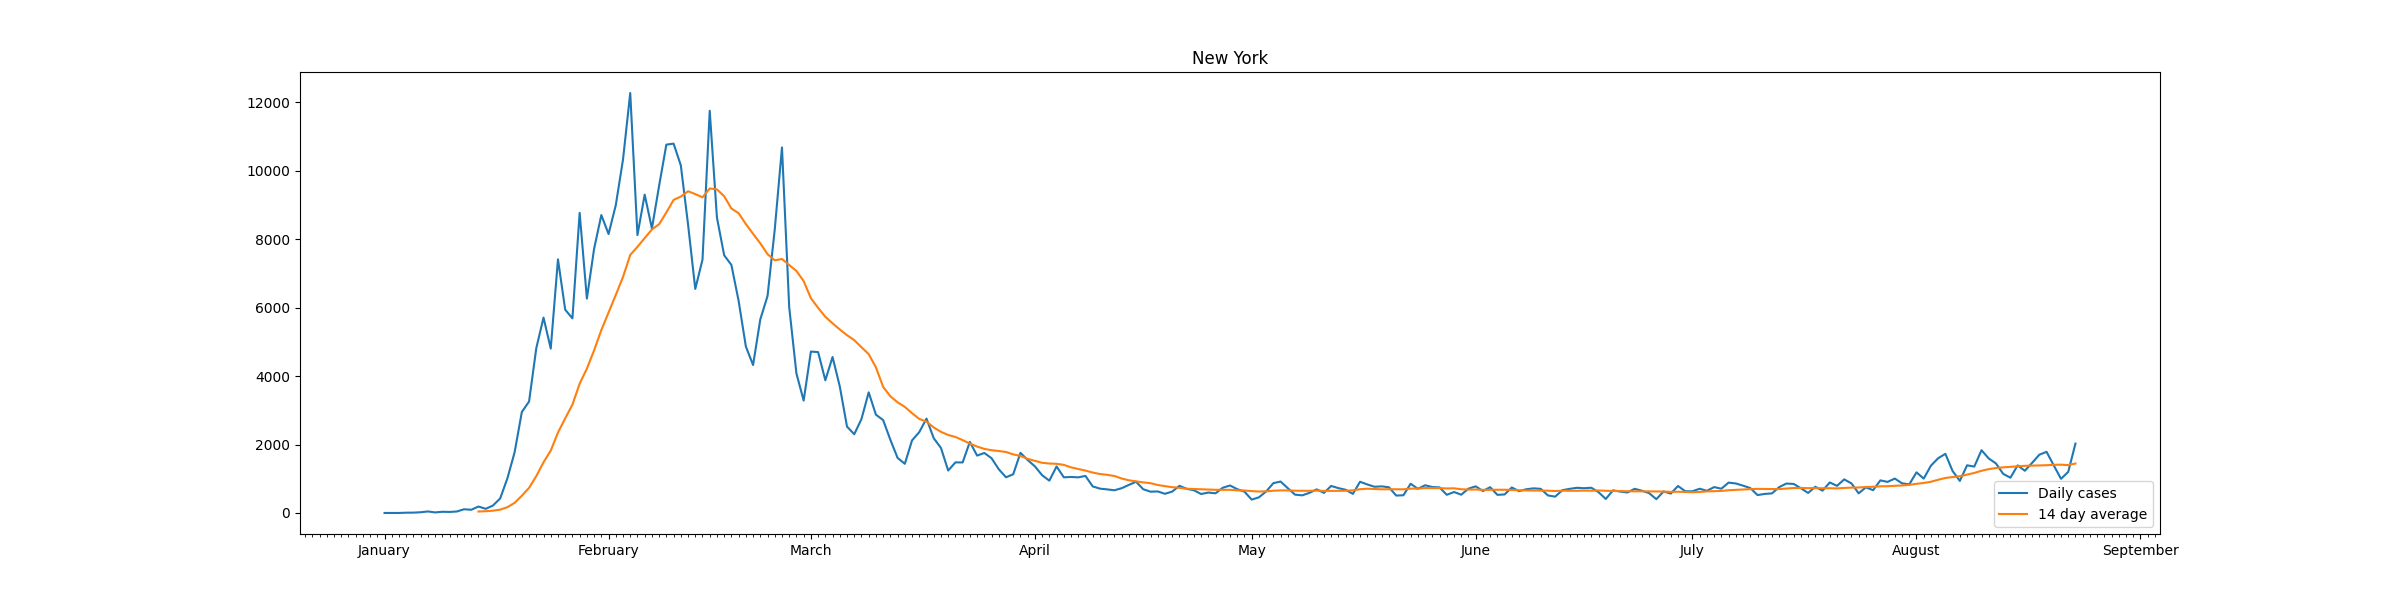 New York
12000
10000
8000
6000
4000
2000
0
Daily cases
14 day average
January February March April May June July August September